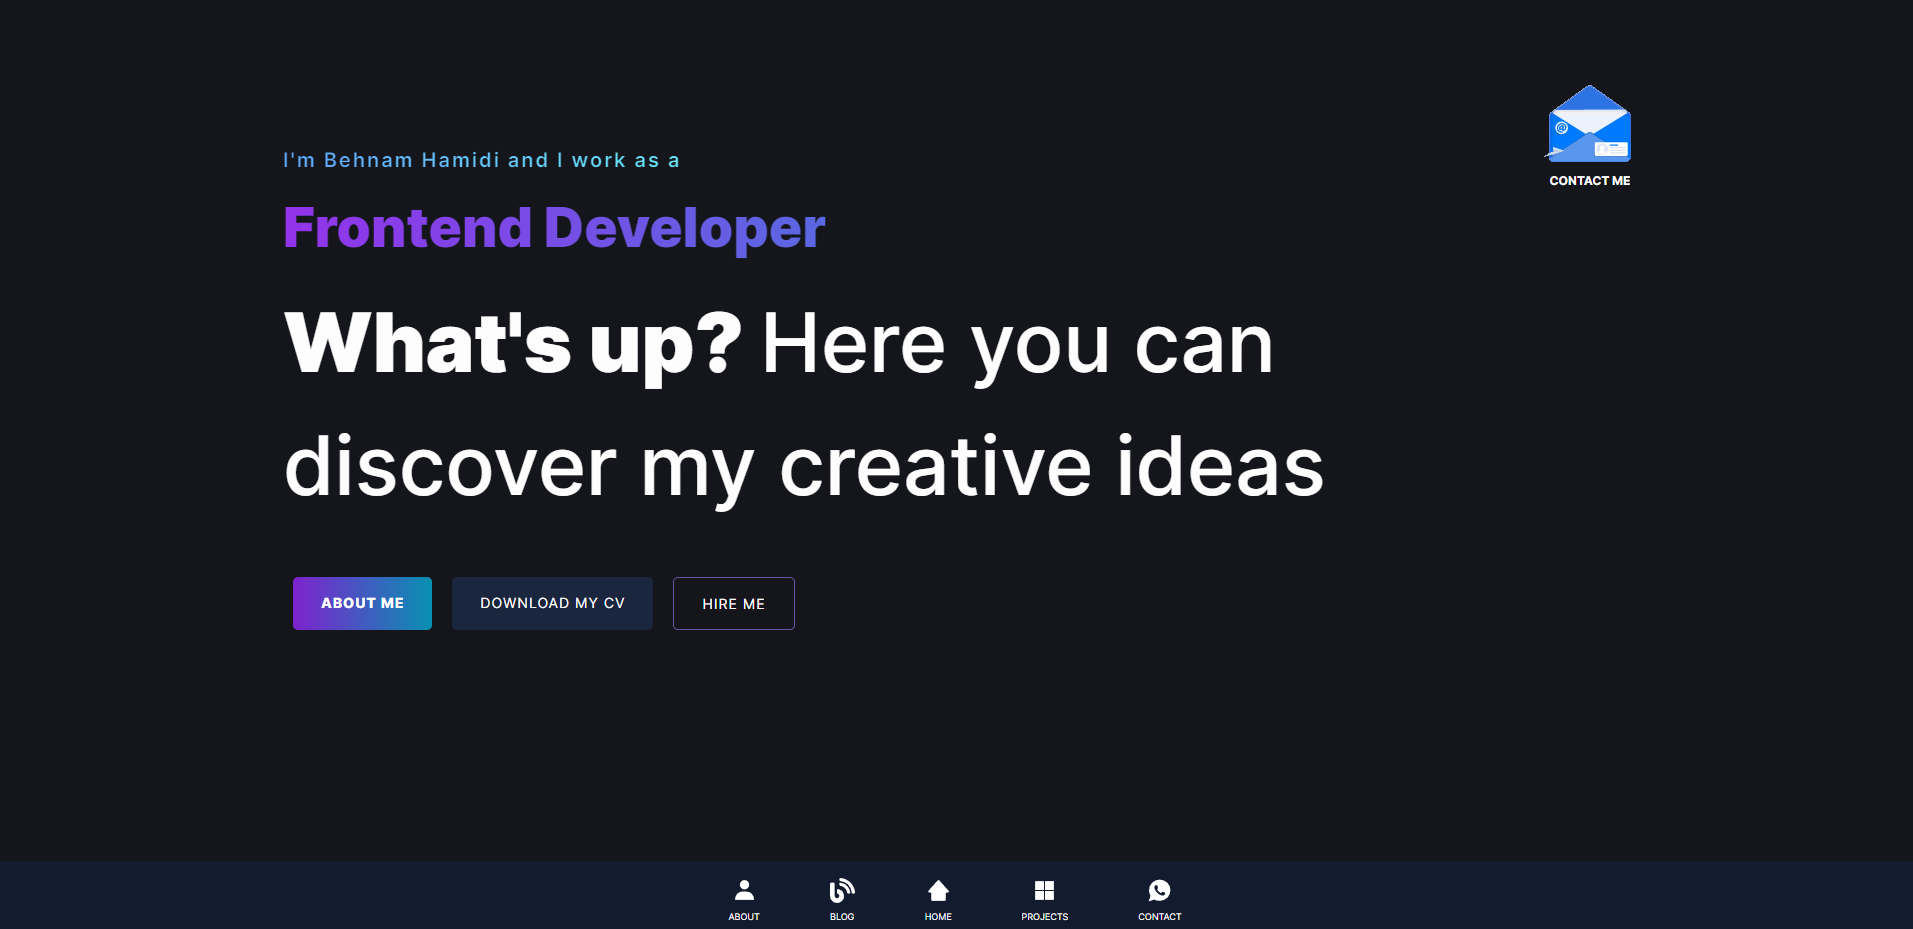 CONTACT ME
I'm Behnam Hamidi and I work as a
Frontend Developer
What's up? Here you can
discover my creative ideas
ABOUT ME
DOWNLOAD MY CV
HIRE ME
ABOUT
BLOG
HOME
PROJECTS
CONTACT